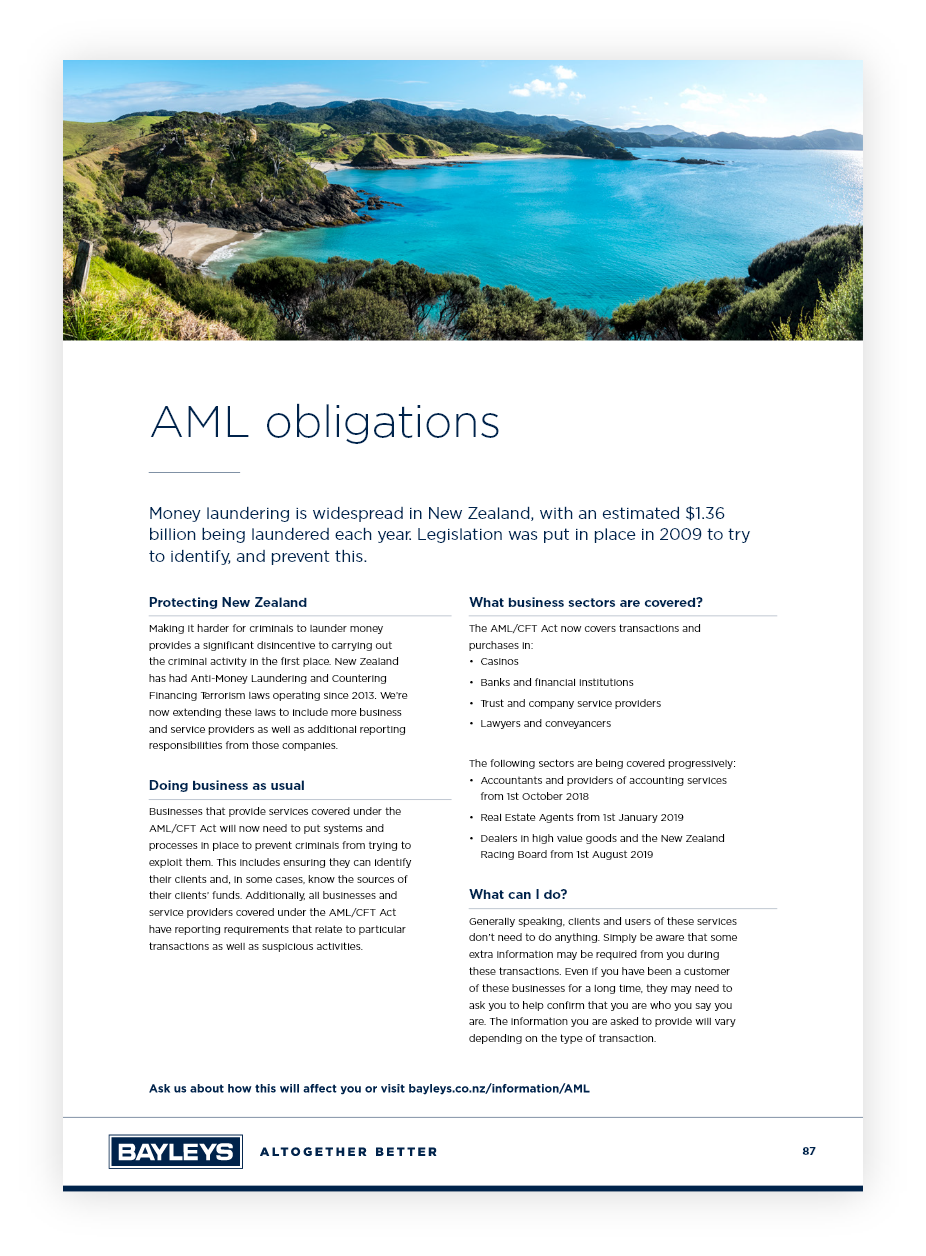 AML obligations
Money laundering is widespread in New Zealand, with an estimated $1.36
billion being laundered each year. Legislation was put in place in 2009 to try
to identify, and prevent this.
Protecting New Zealand
Making it harder for criminals to launder money
provides a significant disincentive to carrying out
the criminal activity in the first place. New Zealand
has had Anti-Money Laundering and Countering
Financing Terrorism laws operating since 2013. We're
now extending these laws to include more business
and service providers as well as additional reporting
responsibilities from those companies.
Doing business as usual
Businesses that provide services covered under the
AML/CFT Act will now need to put systems and
processes in place to prevent criminals from trying to
exploit them. This includes ensuring they can identify
their clients and, in some cases, know the sources of
their clients' funds. Additionally, all businesses and
service providers covered under the AML/CFT Act
have reporting requirements that relate to particular
transactions as well as suspicious activities.
What business sectors are covered?
The AML/CFT Act now covers transactions and
purchases in:
• Casinos
• Banks and financial institutions
• Trust and company service providers
• Lawyers and conveyancers
The following sectors are being covered progressively:
• Accountants and providers of accounting services
from 1st October 2018
• Real Estate Agents from 1st January 2019
• Dealers in high value goods and the New Zealand
Racing Board from 1st August 2019
What can I do?
Generally speaking, clients and users of these services
don't need to do anything. Simply be aware that some
extra information may be required from you during
these transactions. Even if you have been a customer
of these businesses for a long time, they may need to
ask you to help confirm that you are who you say you
are. The information you are asked to provide will vary
depending on the type of transaction.
Ask us about how this will affect you or visit bayleys.co.nz/information/AML
BAYLEYS ALTOGETHER BETTER 87